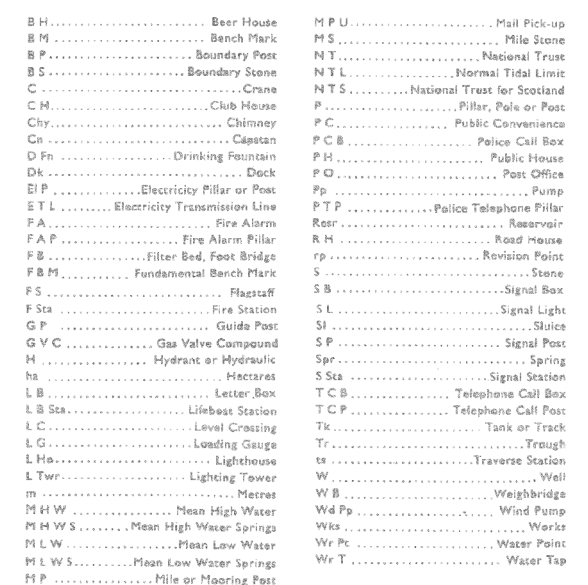 B H .......................... Beer House
B M .......................... Bench Mark
B P ..................... Boundary Post
B S .................... Boundary Stone
C .................................... Crane
C H .......................... Club House
Chy .......................... Chimney
Cn .............................. Capstan
D Fn ................ Drinking Fountain
Dk ................................ Dock
El P ............ Electricity Pillar or Post
E T L ....... Electricity Transmission Line
F A ........................... Fire Alarm
F A P .................. Fire Alarm Pillar
F B .............. Filter Bed, Foot Bridge
F B M ....... Fundamental Bench Mark
F S .......................... Flagstaff
F Sta ....................... Fire Station
G P ........................ Guide Post
G V C ........... Gas Valve Compound
H ................ Hydrant or Hydraulic
ha ............................ Hectares
L B ........................ Letter Box
L B Sta ................ Lifeboat Station
L C .................... Level Crossing
L G .................... Loading Gauge
L Ho ........................ Lighthouse
L Twr ................. Lighting Tower
m ............................... Metres
M H W ................ Mean High Water
M H W S ........ Mean High Water Springs
M L W ................ Mean Low Water
M L W S ........ Mean Low Water Springs
M P ............... Mile or Mooring Post
M P U ...................... Mail Pick-up
M S .......................... Mile Stone
N T ........................ National Trust
N T L ................. Normal Tidal Limit
N T S ......... National Trust for Scotland
P .................... Pillar, Pole or Post
P C ................ Public Convenience
P C B ................... Police Call Box
P H ...................... Public House
P O ........................ Post Office
Pp ............................... Pump
P T P ............. Police Telephone Pillar
Resr ......................... Reservoir
R H ........................ Road House
rp ...................... Revision Point
S ................................ Stone
S B ........................ Signal Box
S L ........................ Signal Light
Sl ............................... Sluice
S P ........................ Signal Post
Spr ............................ Spring
S Sta ..................... Signal Station
T C B ............... Telephone Call Box
T C P .............. Telephone Call Post
Tk ....................... Tank or Track
Tr ............................. Trough
ts ..................... Traverse Station
W ................................. Well
W B ....................... Weighbridge
Wd Pp ..................... Wind Pump
Wks ............................ Works
Wr Pt ...................... Water Point
Wr T ........................ Water Tap